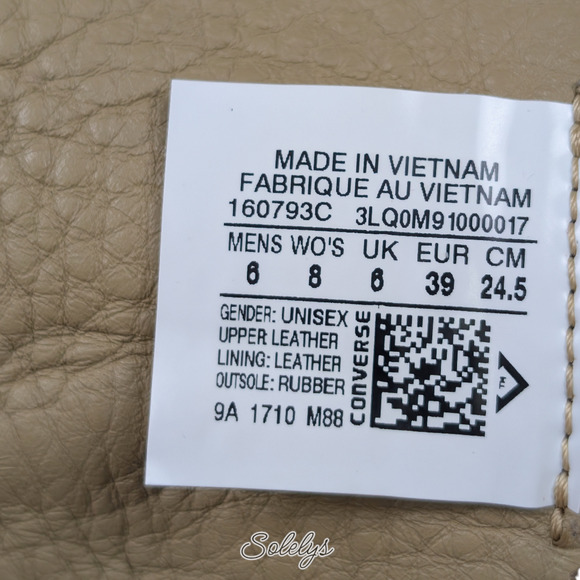 MADE IN VIETNAM
FABRIQUE AU VIETNAM
160793C 3LQ0M91000017
MENS WO'S UK EUR CM
6 8 6 39 24.5
GENDER: UNISEX
UPPER LEATHER
LINING: LEATHER
OUTSOLE: RUBBER
9A 1710 M88
CONVERSE
Solelys